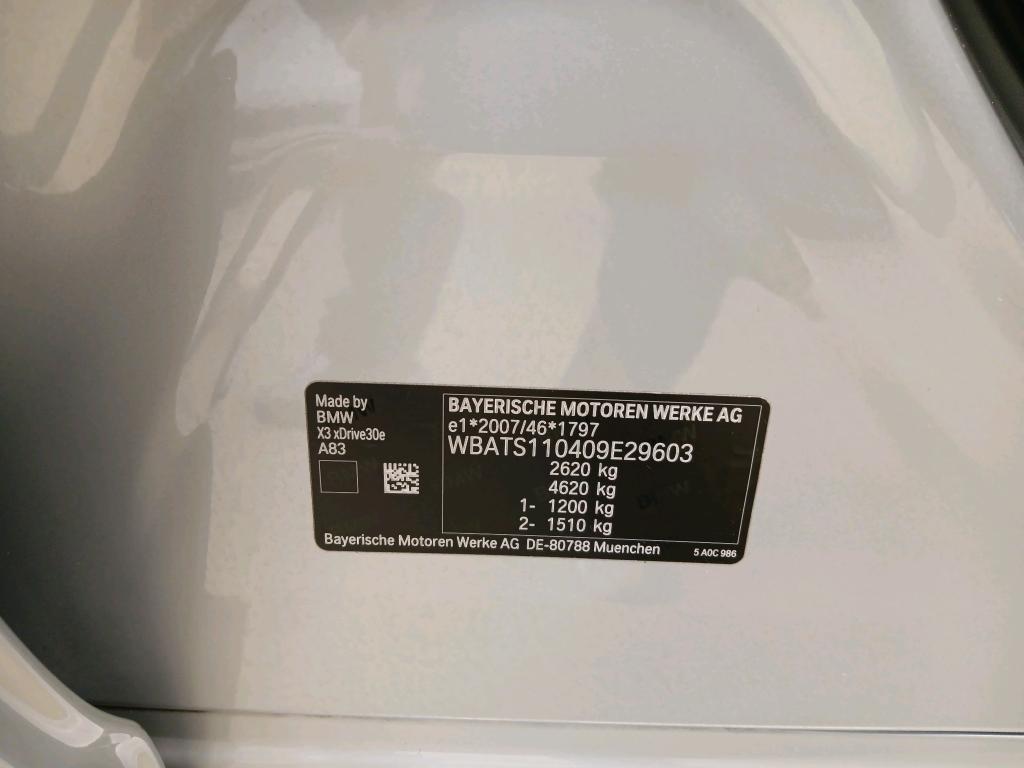 Made by
BMW
X3 xDrive30e
A83
BAYERISCHE MOTOREN WERKE AG
e1*2007/46*1797
WBATS110409E29603
2620 kg
4620 kg
1- 1200 kg
2- 1510 kg
Bayerische Motoren Werke AG DE-80788 Muenchen
5 A0C 986